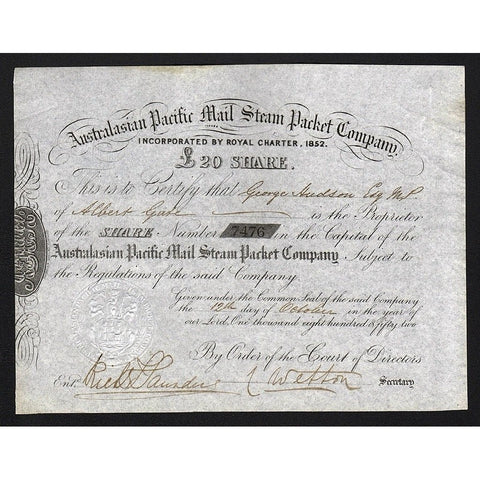 Australasian Pacific Mail Steam Packet Company.
INCORPORATED BY ROYAL CHARTER, 1852.
£20 SHARE.
This is to Certify that George Hudson Esq MP.
of Albert Gate is the Proprietor
of the SHARE Number 7476 in the Capital of the
Australasian Pacific Mail Steam Packet Company Subject to
the Regulations of the said Company.
Given under the Common Seal of the said Company
the 12th day of October in the year of
our Lord, One thousand eight hundred & fifty two
By Order of the Court of Directors
Entd. Richd Saunders
Secretary